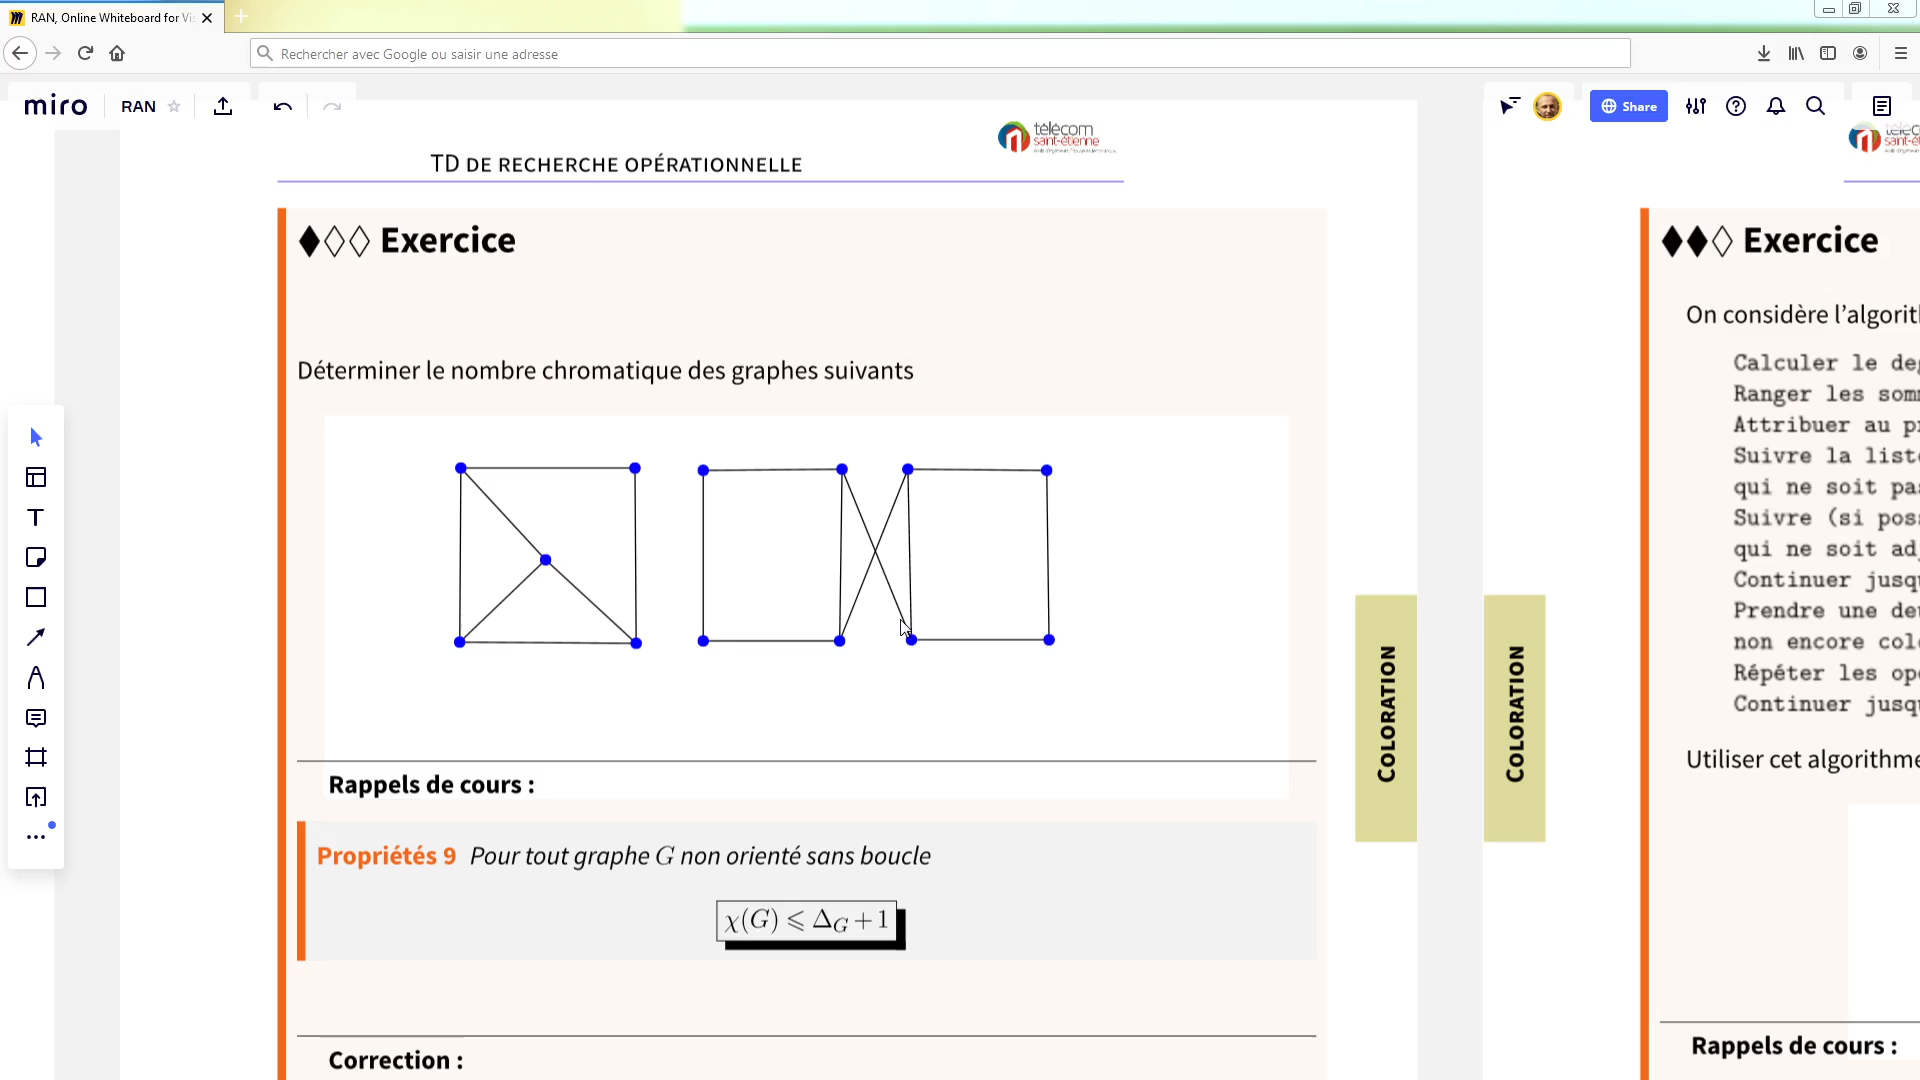 RAN, Online Whiteboard for Vis
Rechercher avec Google ou saisir une adresse
miro
RAN
Share
TD DE RECHERCHE OPÉRATIONNELLE
télécom
saint-étienne
Exercice
Déterminer le nombre chromatique des graphes suivants
COLORATION
Rappels de cours :
Propriétés 9 Pour tout graphe G non orienté sans boucle
χ(G) ⩽ Δ_G + 1
Correction :
COLORATION
Exercice
On considère l'algorit
Calculer le de
Ranger les som
Attribuer au p
Suivre la list
qui ne soit pa
Suivre (si pos
qui ne soit ad
Continuer jusq
Prendre une de
non encore col
Répéter les op
Continuer jusq
Utiliser cet algorithme
Rappels de cours :